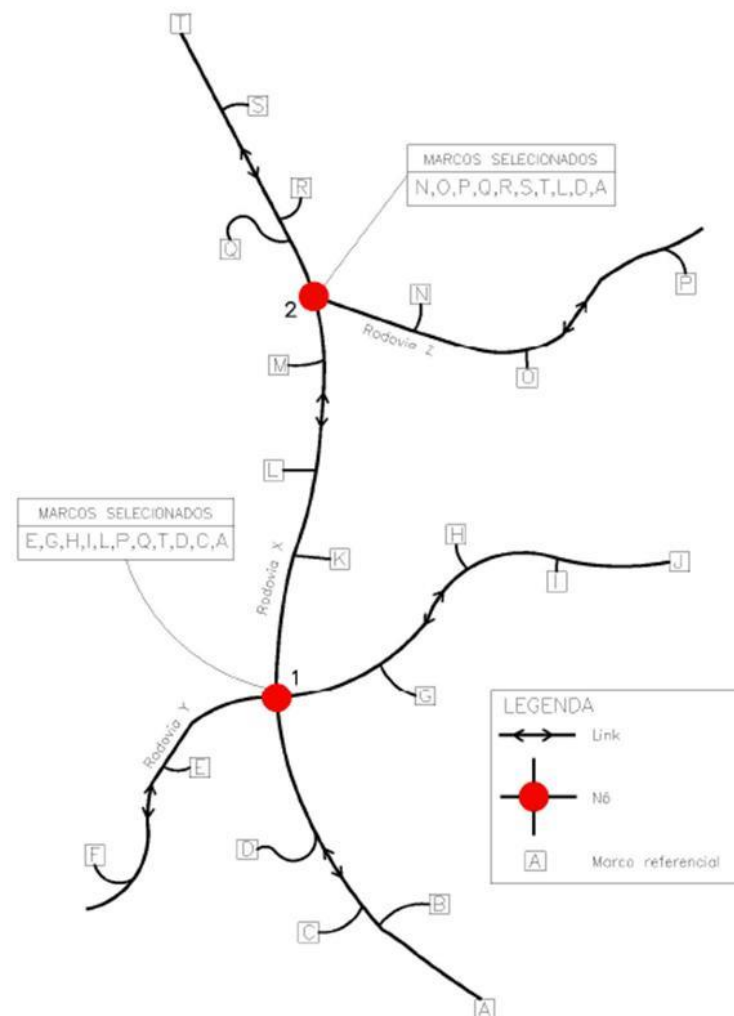 T
S
MARCOS SELECIONADOS
N,O,P,Q,R,S,T,L,D,A
R
Q
P
N
2
Rodovia Z
M
O
L
MARCOS SELECIONADOS
E,G,H,I,L,P,Q,T,D,C,A
H
K
J
I
Rodovia X
1
G
LEGENDA
Link
Rodovia Y
E
Nó
D
F
A
Marco referencial
B
C
A